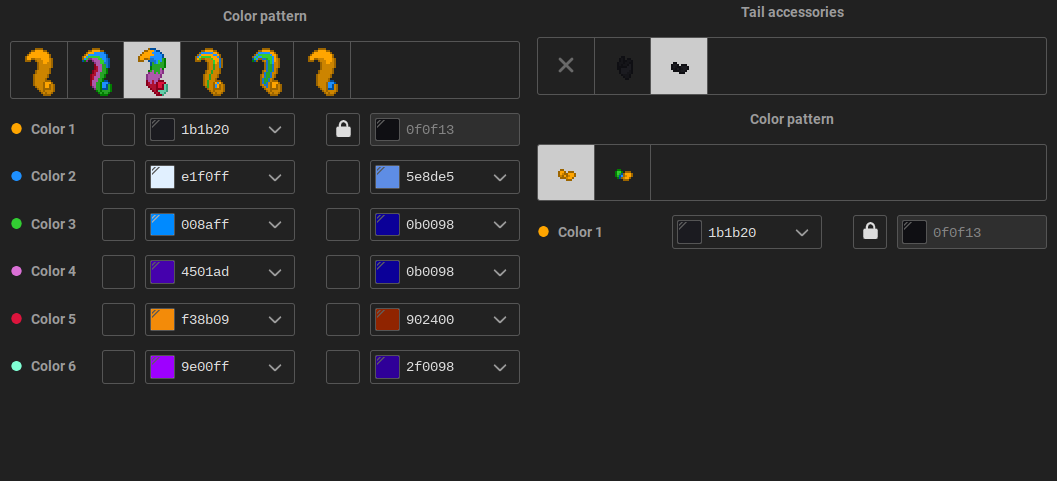 Color pattern
Color 1 1b1b20 0f0f13
Color 2 e1f0ff 5e8de5
Color 3 008aff 0b0098
Color 4 4501ad 0b0098
Color 5 f38b09 902400
Color 6 9e00ff 2f0098
Tail accessories
Color pattern
Color 1 1b1b20 0f0f13